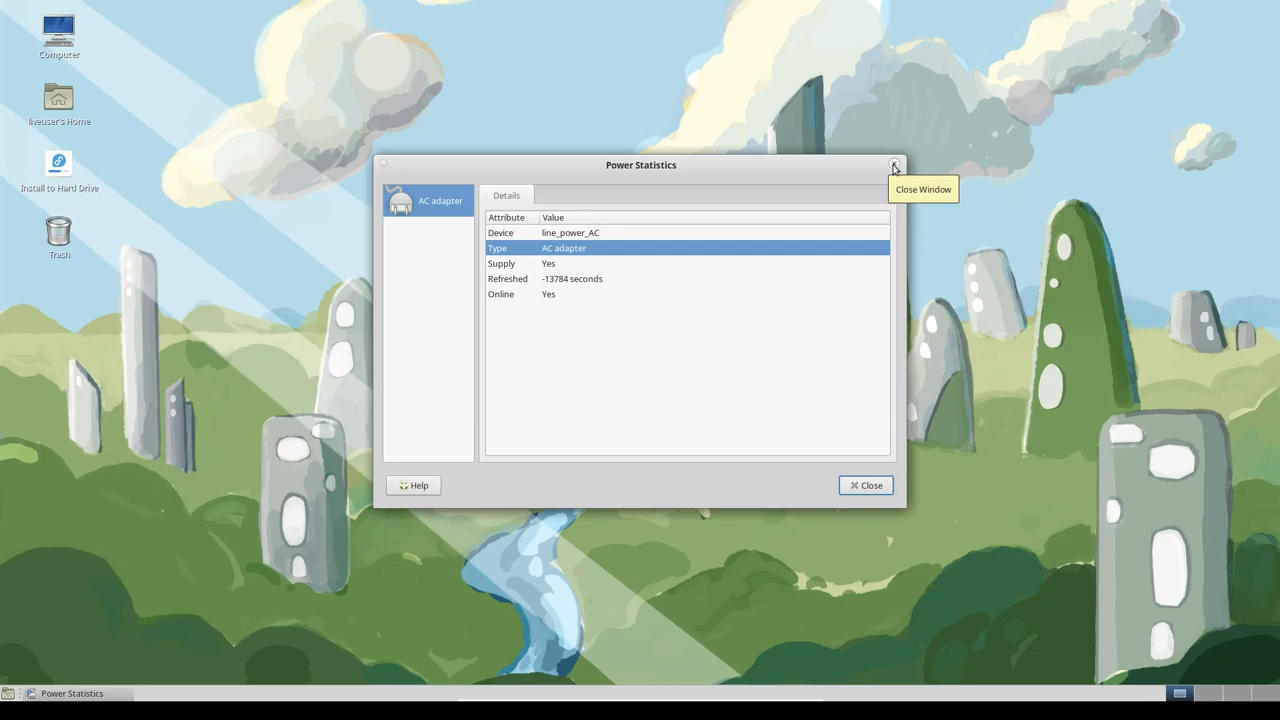 Computer
liveuser's Home
Install to Hard Drive
Trash
Power Statistics
Close Window
AC adapter
Details
Attribute Value
Device line_power_AC
Type AC adapter
Supply Yes
Refreshed -13784 seconds
Online Yes
Help
Close
Power Statistics